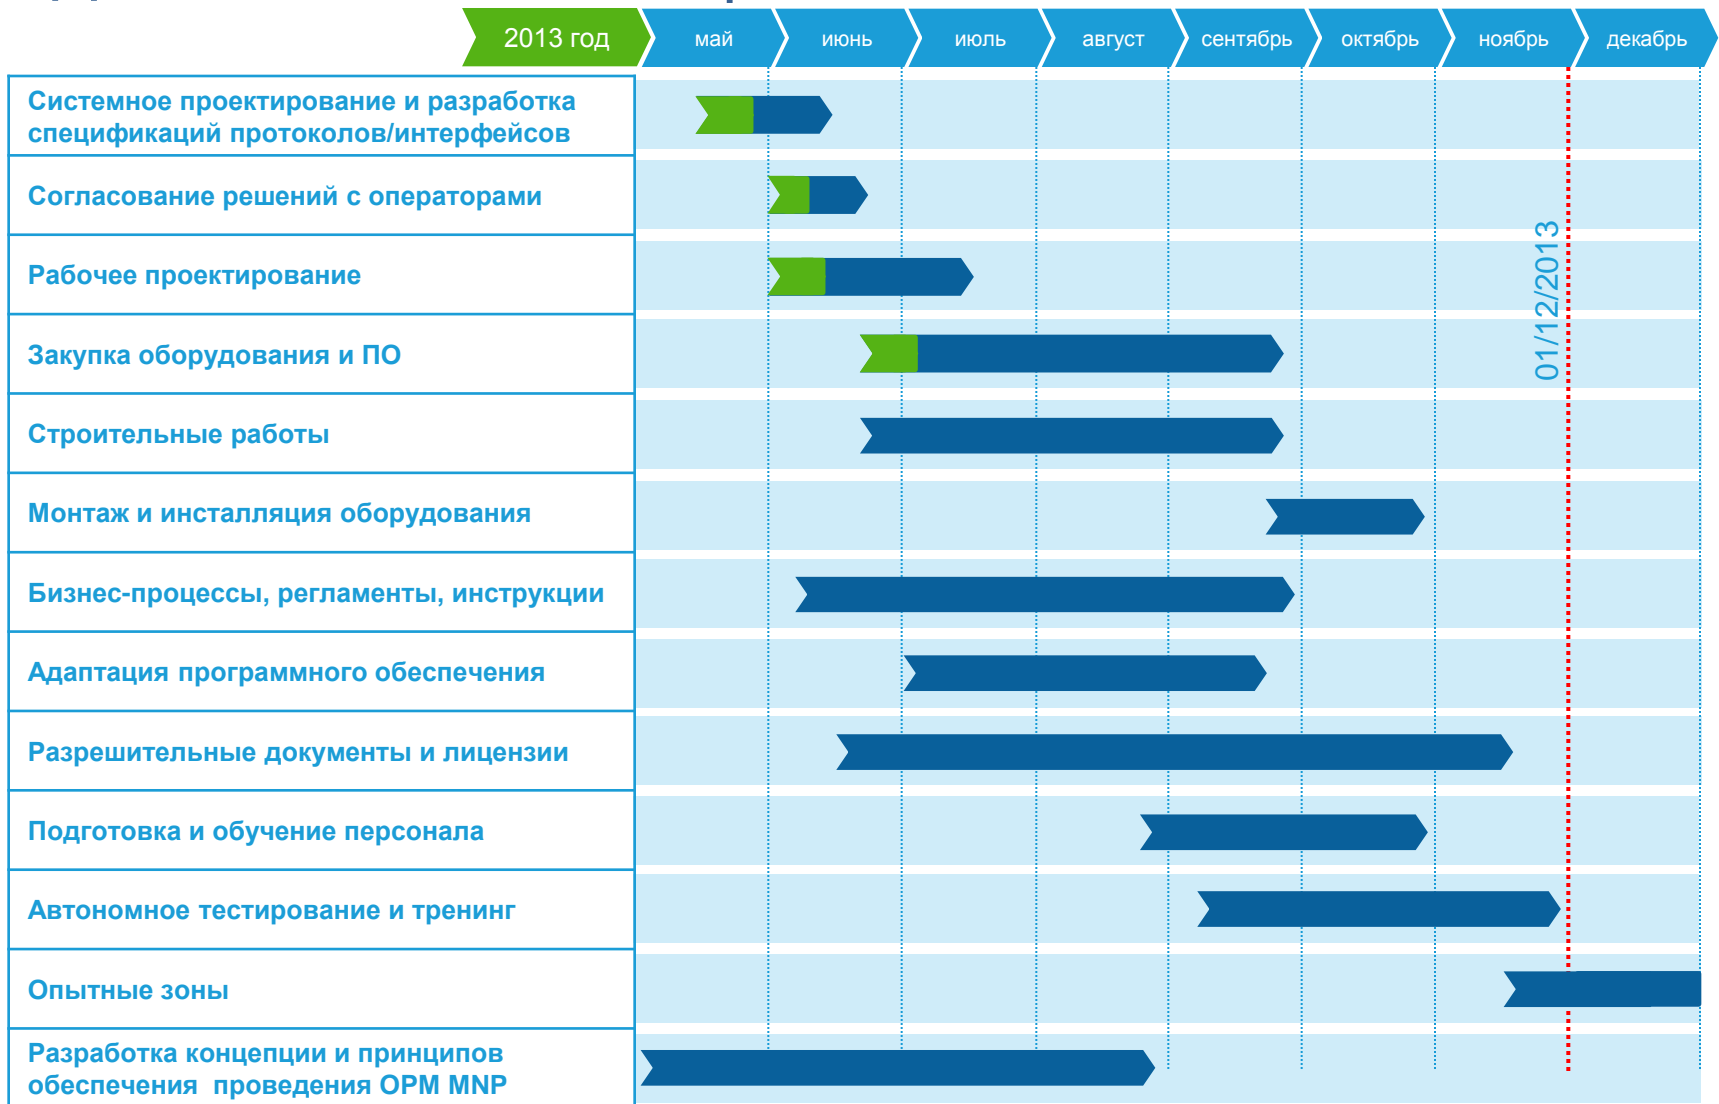 2013 год
май
июнь
июль
август
сентябрь
октябрь
ноябрь
декабрь
Системное проектирование и разработка
спецификаций протоколов/интерфейсов
Согласование решений с операторами
Рабочее проектирование
01/12/2013
Закупка оборудования и ПО
Строительные работы
Монтаж и инсталляция оборудования
Бизнес-процессы, регламенты, инструкции
Адаптация программного обеспечения
Разрешительные документы и лицензии
Подготовка и обучение персонала
Автономное тестирование и тренинг
Опытные зоны
Разработка концепции и принципов
обеспечения проведения ОРМ MNP